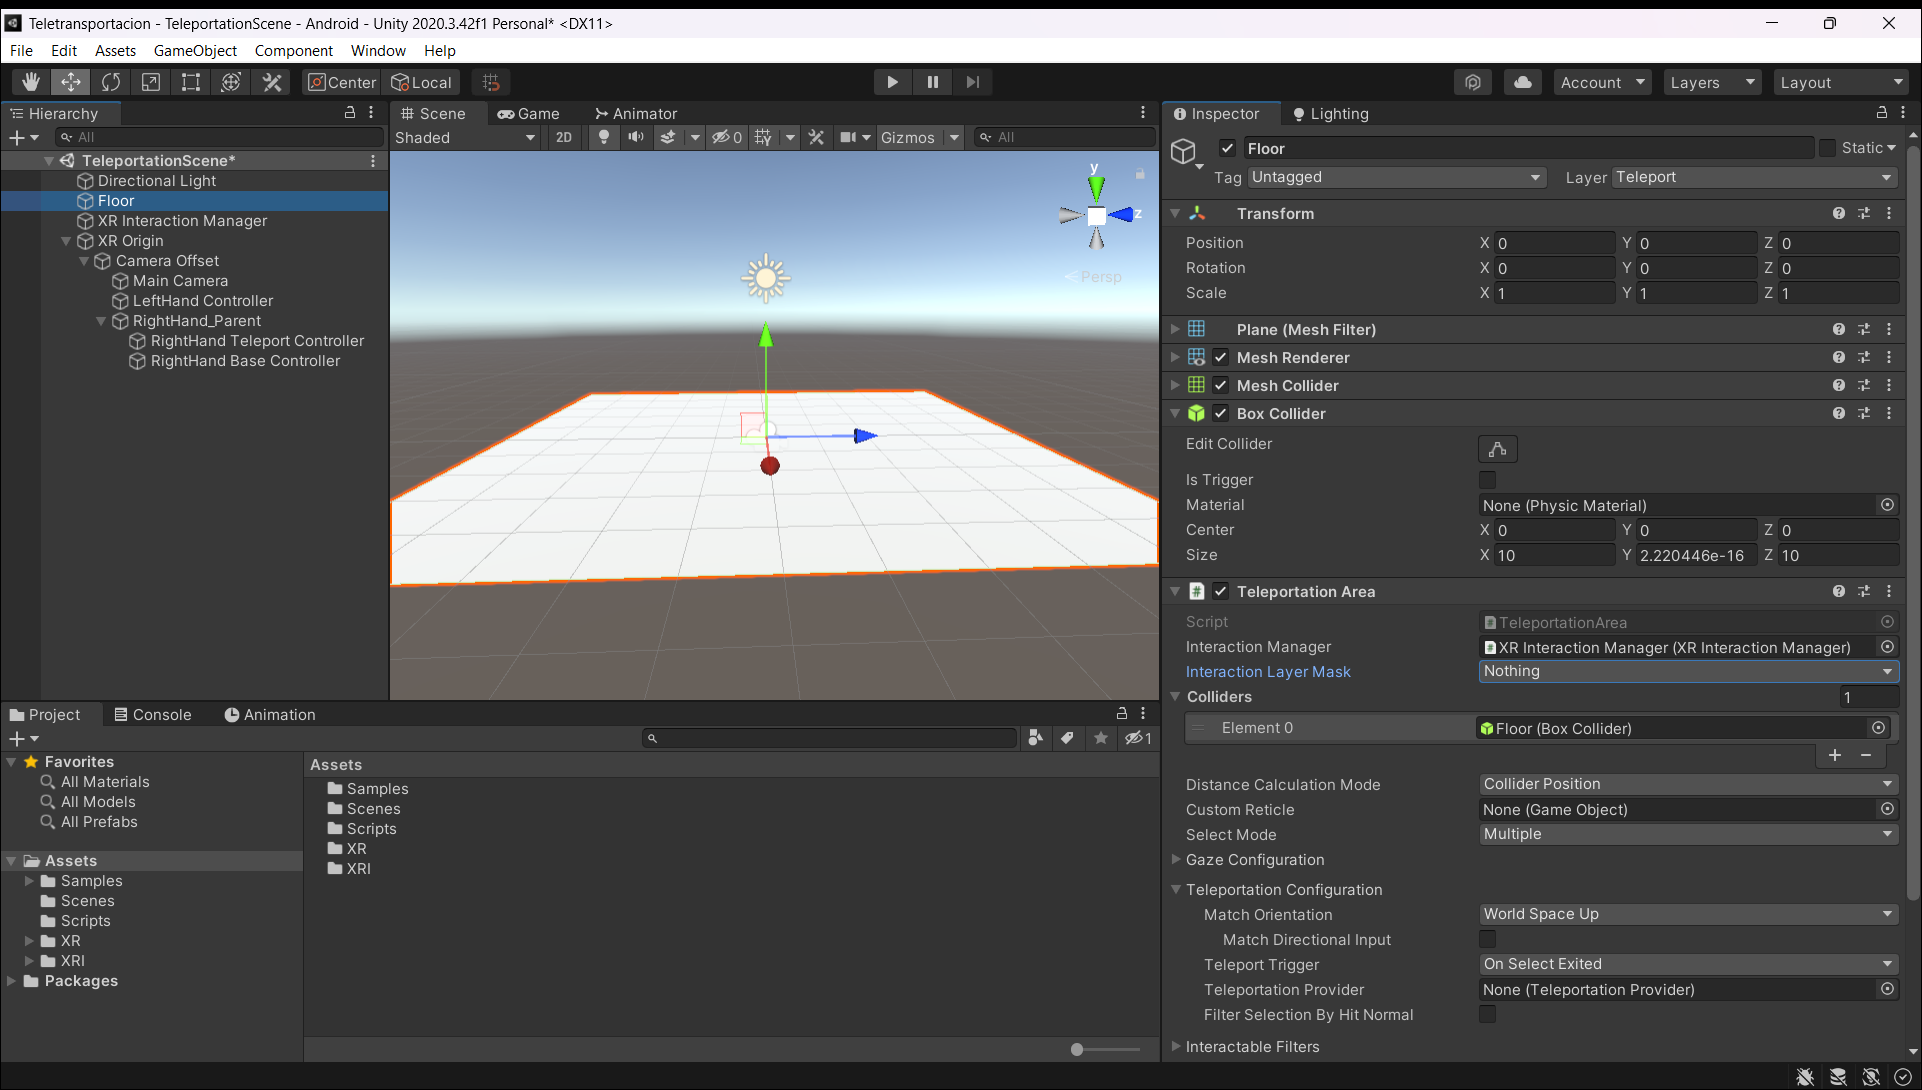 Teletransportacion - TeleportationScene - Android - Unity 2020.3.42f1 Personal* <DX11>
File Edit Assets GameObject Component Window Help
Center Local Account Layers Layout
Hierarchy
All
TeleportationScene*
Directional Light
Floor
XR Interaction Manager
XR Origin
Camera Offset
Main Camera
LeftHand Controller
RightHand_Parent
RightHand Teleport Controller
RightHand Base Controller
Scene Game Animator
Shaded 2D 0 Gizmos All
y
z
Persp
Project Console Animation
1
Favorites
All Materials
All Models
All Prefabs
Assets
Samples
Scenes
Scripts
XR
XRI
Packages
Assets
Samples
Scenes
Scripts
XR
XRI
Inspector Lighting
Floor Static
Tag Untagged Layer Teleport
Transform
Position X 0 Y 0 Z 0
Rotation X 0 Y 0 Z 0
Scale X 1 Y 1 Z 1
Plane (Mesh Filter)
Mesh Renderer
Mesh Collider
Box Collider
Edit Collider
Is Trigger
Material None (Physic Material)
Center X 0 Y 0 Z 0
Size X 10 Y 2.220446e-16 Z 10
# Teleportation Area
Script TeleportationArea
Interaction Manager XR Interaction Manager (XR Interaction Manager)
Interaction Layer Mask Nothing
Colliders 1
Element 0 Floor (Box Collider)
+ −
Distance Calculation Mode Collider Position
Custom Reticle None (Game Object)
Select Mode Multiple
Gaze Configuration
Teleportation Configuration
Match Orientation World Space Up
Match Directional Input
Teleport Trigger On Select Exited
Teleportation Provider None (Teleportation Provider)
Filter Selection By Hit Normal
Interactable Filters